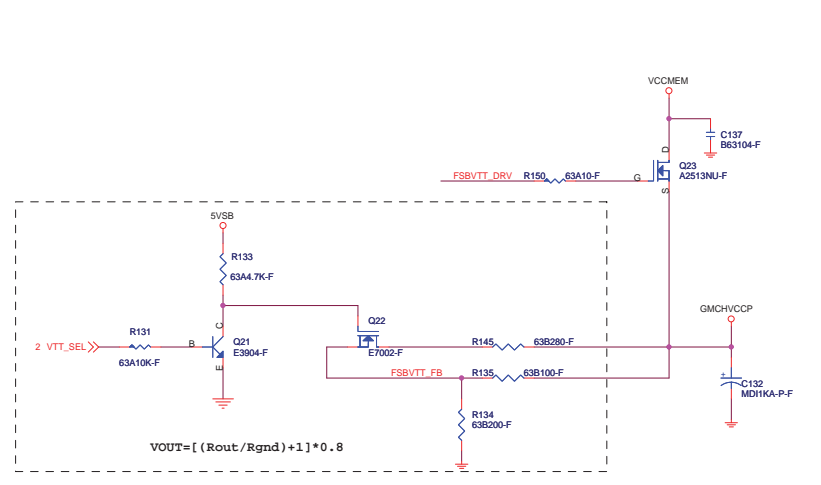 VCCMEM
C137
B63104-F
D
Q23
A2513NU-F
FSBVTT_DRV R150 63A10-F G
S
5VSB
R133
63A4.7K-F
GMCHVCCP
C
Q22
R131
2 VTT_SEL B Q21 R145 63B280-F
E3904-F E7002-F
63A10K-F
E FSBVTT_FB R135 63B100-F
+
C132
MDI1KA-P-F
R134
63B200-F
VOUT=[(Rout/Rgnd)+1]*0.8